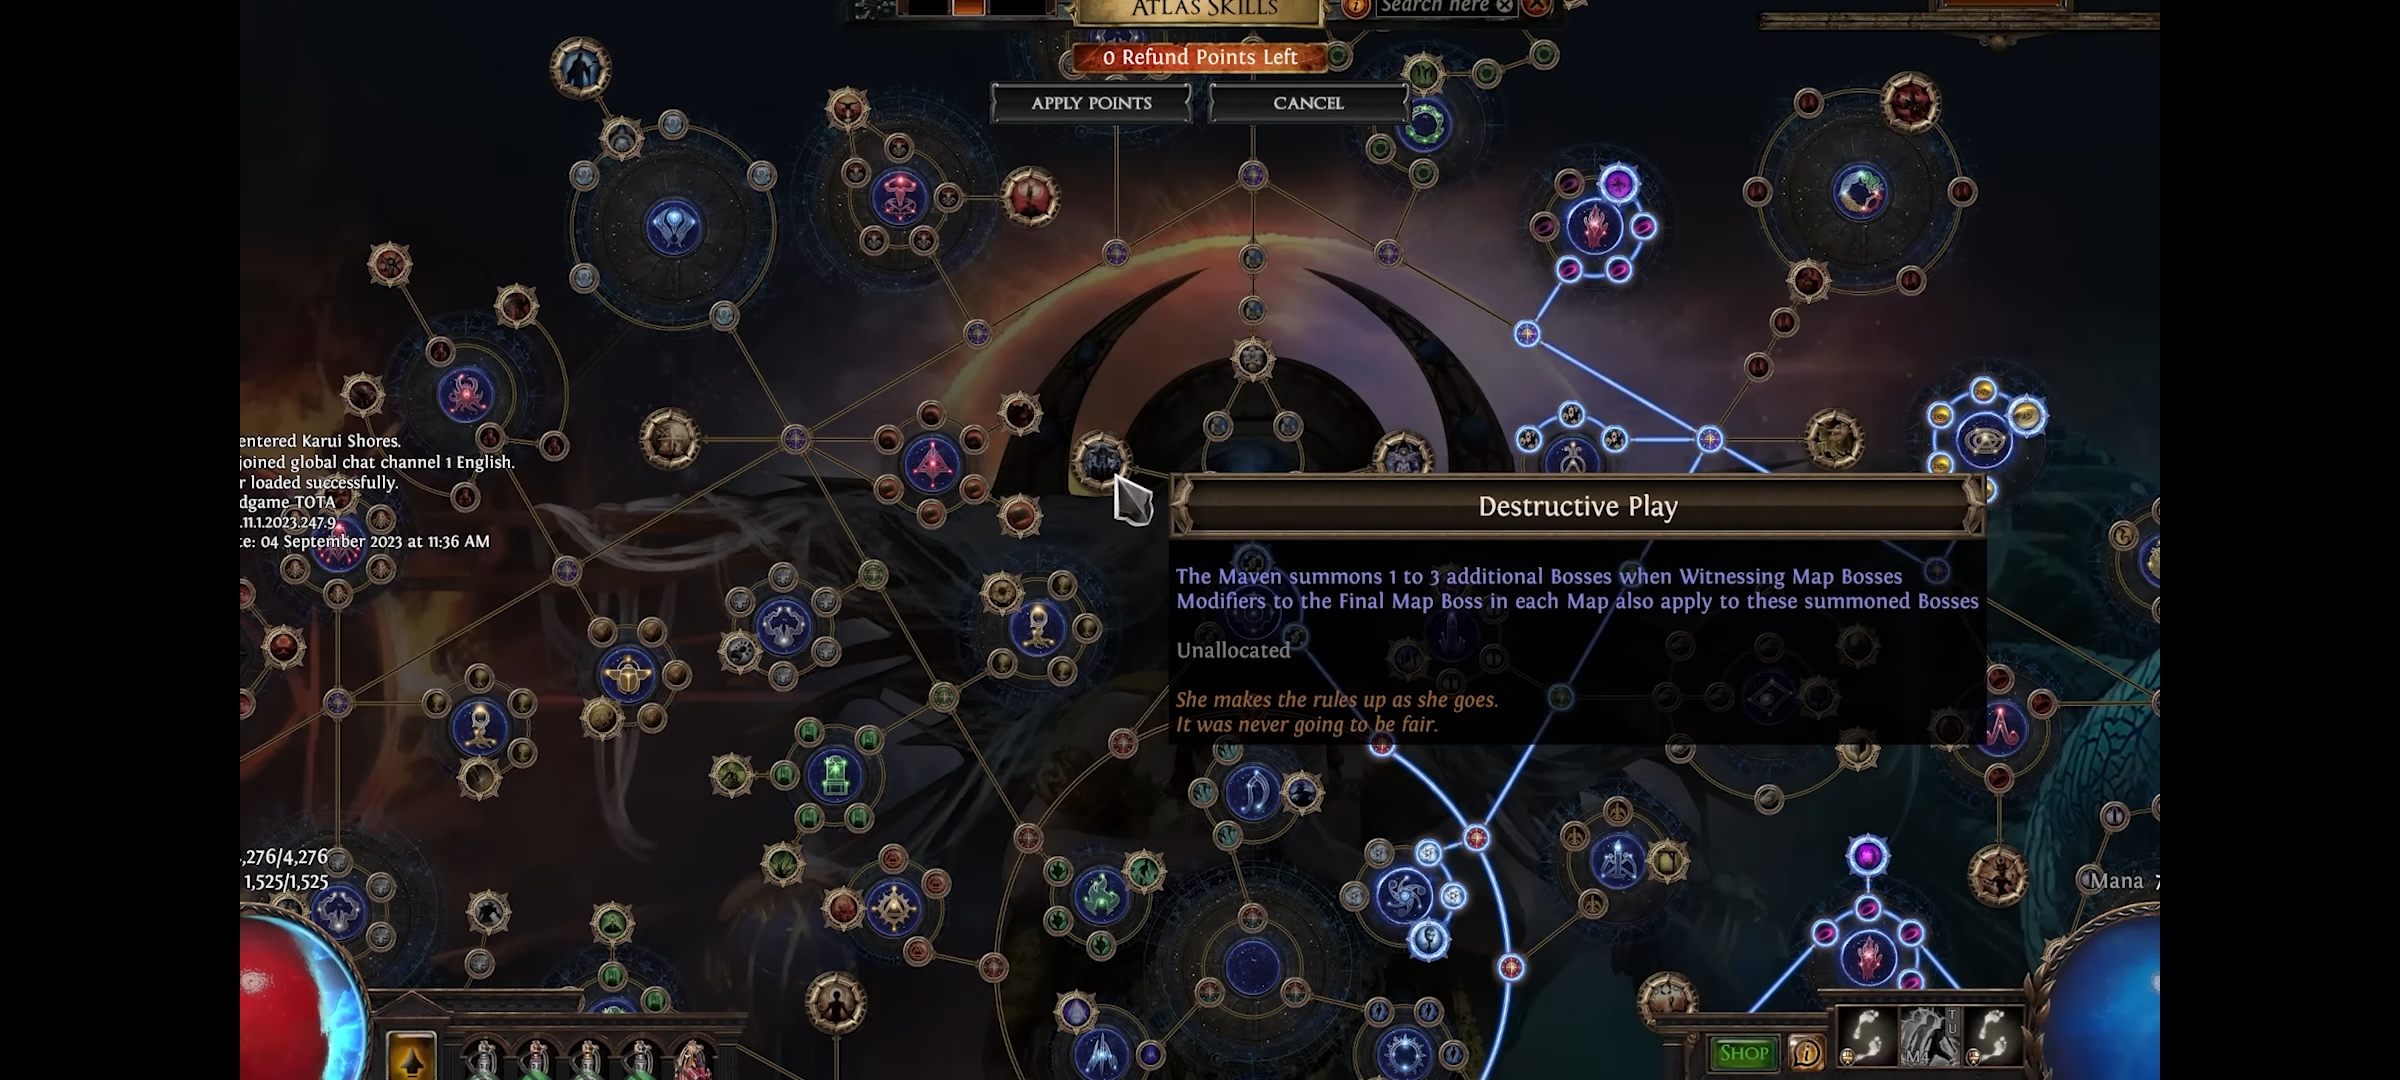 ATLAS SKILLS
Search here
0 Refund Points Left
APPLY POINTS
CANCEL
entered Karui Shores.
joined global chat channel 1 English.
r loaded successfully.
dgame TOTA
.11.1.2023.247.9
te: 04 September 2023 at 11:36 AM
Destructive Play
The Maven summons 1 to 3 additional Bosses when Witnessing Map Bosses
Modifiers to the Final Map Boss in each Map also apply to these summoned Bosses
Unallocated
She makes the rules up as she goes.
It was never going to be fair.
,276/4,276
1,525/1,525
Mana 7
SHOP
M4
T
U